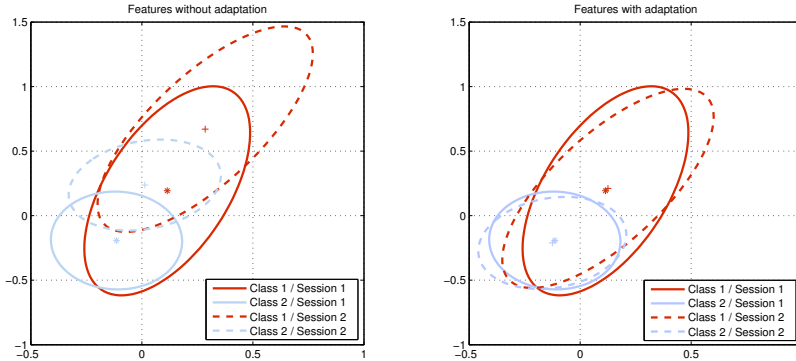 Features without adaptation
1.5
1
0.5
0
−0.5
−1
−0.5
0
0.5
1
Class 1 / Session 1
Class 2 / Session 1
Class 1 / Session 2
Class 2 / Session 2
Features with adaptation
1.5
1
0.5
0
−0.5
−1
−0.5
0
0.5
Class 1 / Session 1
Class 2 / Session 1
Class 1 / Session 2
Class 2 / Session 2